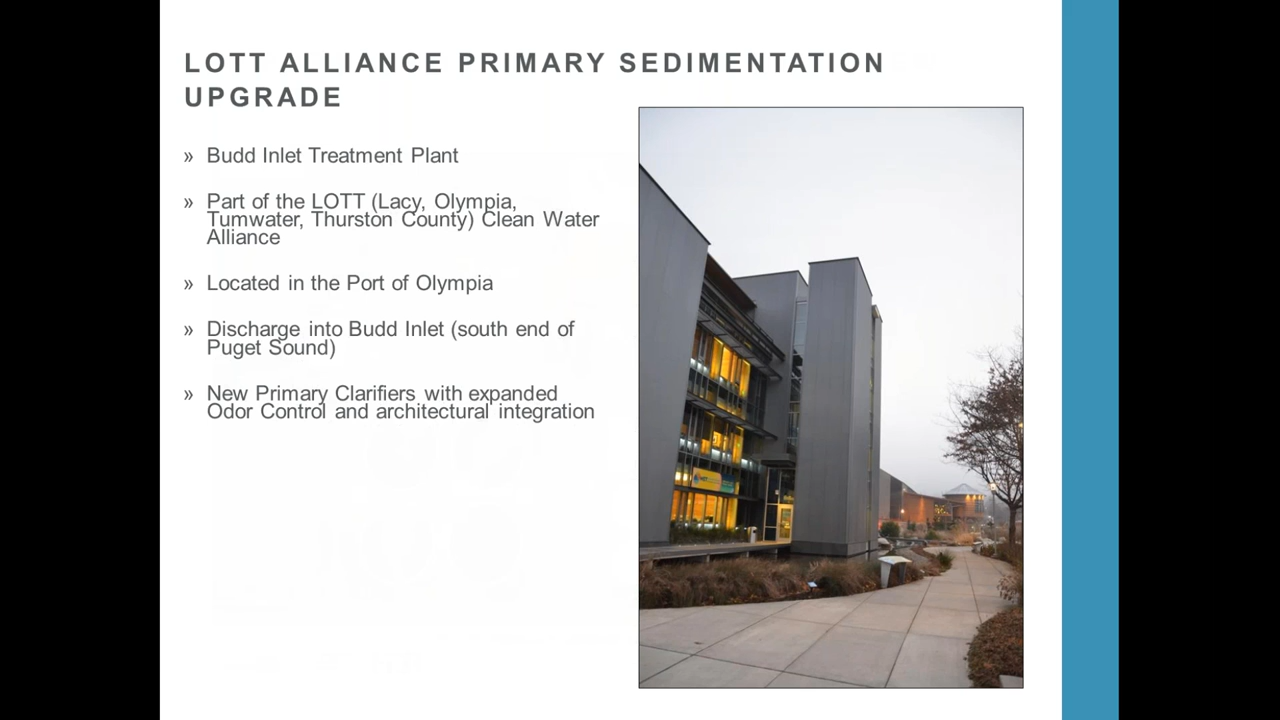 LOTT ALLIANCE PRIMARY SEDIMENTATION
UPGRADE
» Budd Inlet Treatment Plant
» Part of the LOTT (Lacy, Olympia,
Tumwater, Thurston County) Clean Water
Alliance
» Located in the Port of Olympia
» Discharge into Budd Inlet (south end of
Puget Sound)
» New Primary Clarifiers with expanded
Odor Control and architectural integration